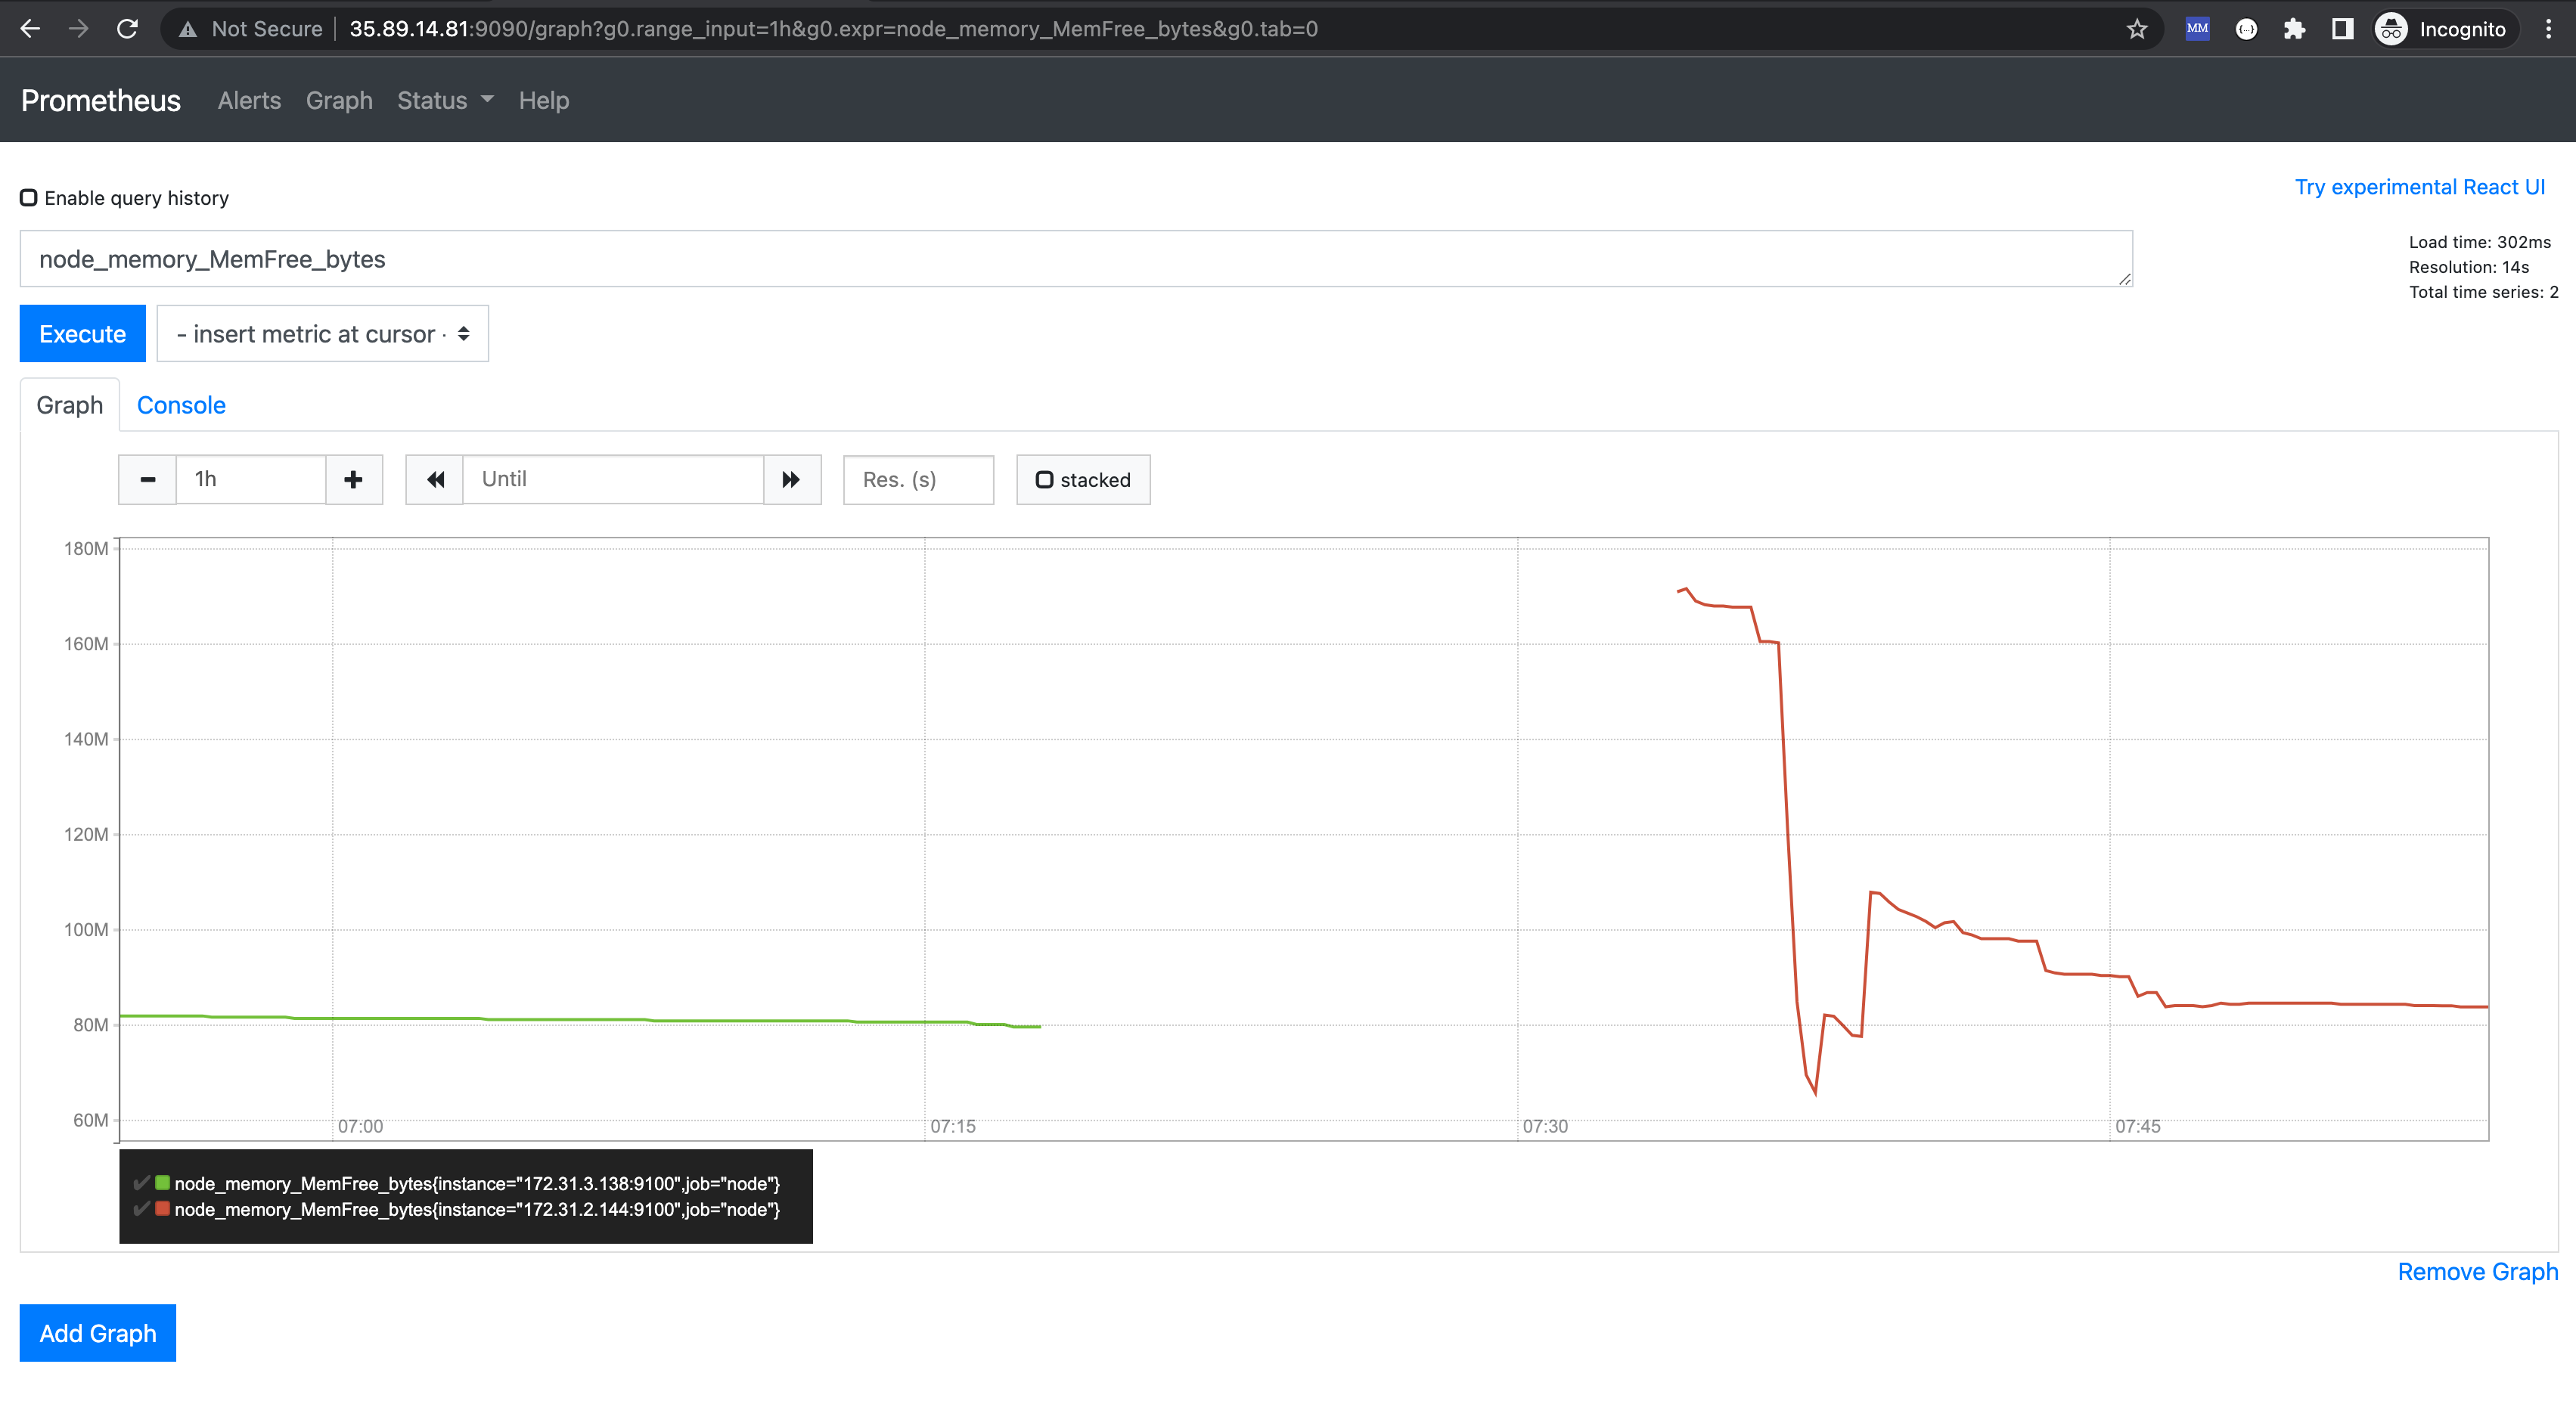 Not Secure 35.89.14.81:9090/graph?g0.range_input=1h&g0.expr=node_memory_MemFree_bytes&g0.tab=0 MM Incognito
Prometheus Alerts Graph Status Help
Enable query history
Try experimental React UI
node_memory_MemFree_bytes
Load time: 302ms
Resolution: 14s
Total time series: 2
Execute - insert metric at cursor -
Graph Console
1h Until Res. (s) stacked
180M
160M
140M
120M
100M
80M
60M
07:00 07:15 07:30 07:45
node_memory_MemFree_bytes{instance="172.31.3.138:9100",job="node"}
node_memory_MemFree_bytes{instance="172.31.2.144:9100",job="node"}
Remove Graph
Add Graph